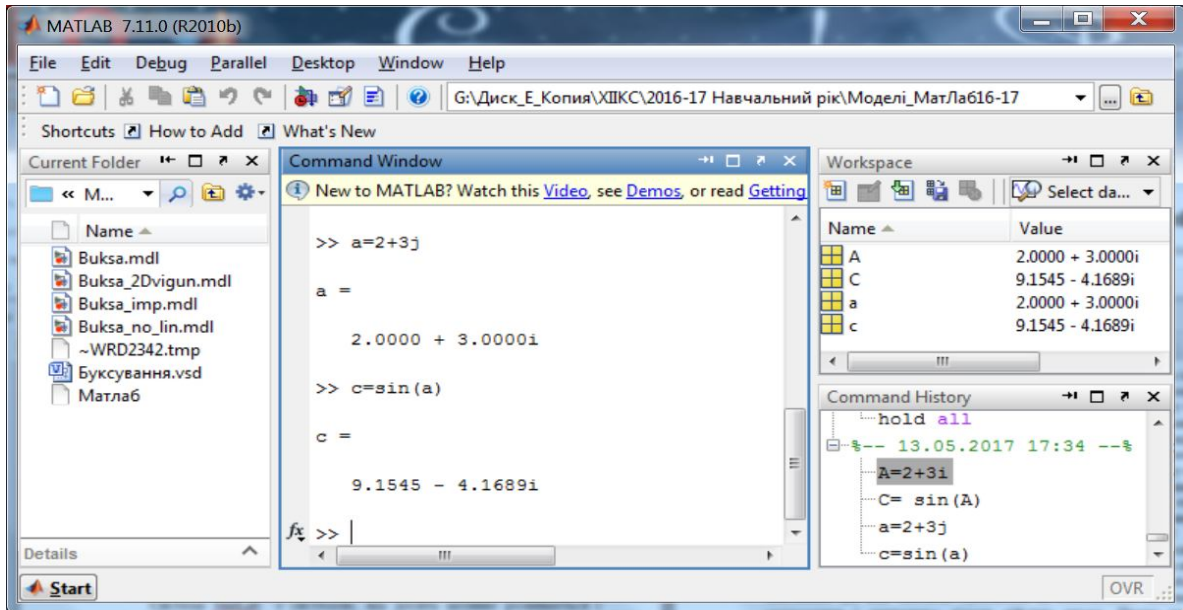 MATLAB 7.11.0 (R2010b)
File Edit Debug Parallel Desktop Window Help
G:\Диск_Е_Копия\ХІІКС\2016-17 Навчальний рік\Моделі_МатЛаб16-17
Shortcuts How to Add What's New
Current Folder
« M...
Name
Buksa.mdl
Buksa_2Dvigun.mdl
Buksa_imp.mdl
Buksa_no_lin.mdl
~WRD2342.tmp
Буксування.vsd
Матлаб
Details
Command Window
New to MATLAB? Watch this Video, see Demos, or read Getting
>> a=2+3j
a =
2.0000 + 3.0000i
>> c=sin(a)
c =
9.1545 - 4.1689i
fx >>
Workspace
Select da...
Name Value
A 2.0000 + 3.0000i
C 9.1545 - 4.1689i
a 2.0000 + 3.0000i
c 9.1545 - 4.1689i
Command History
hold all
%-- 13.05.2017 17:34 --%
A=2+3i
C= sin(A)
a=2+3j
c=sin(a)
Start
OVR